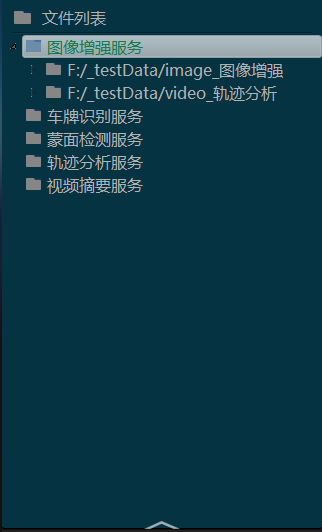 文件列表
图像增强服务
F:/_testData/image_图像增强
F:/_testData/video_轨迹分析
车牌识别服务
蒙面检测服务
轨迹分析服务
视频摘要服务